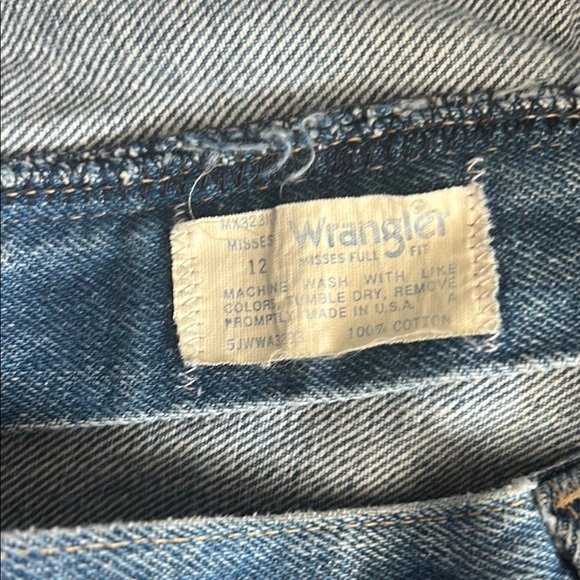 MISSES Wrangler
12 MISSES FULL FIT
MACHINE WASH WITH LIKE
COLORS, TUMBLE DRY, REMOVE
PROMPTLY MADE IN U.S.A. A
100% COTTON